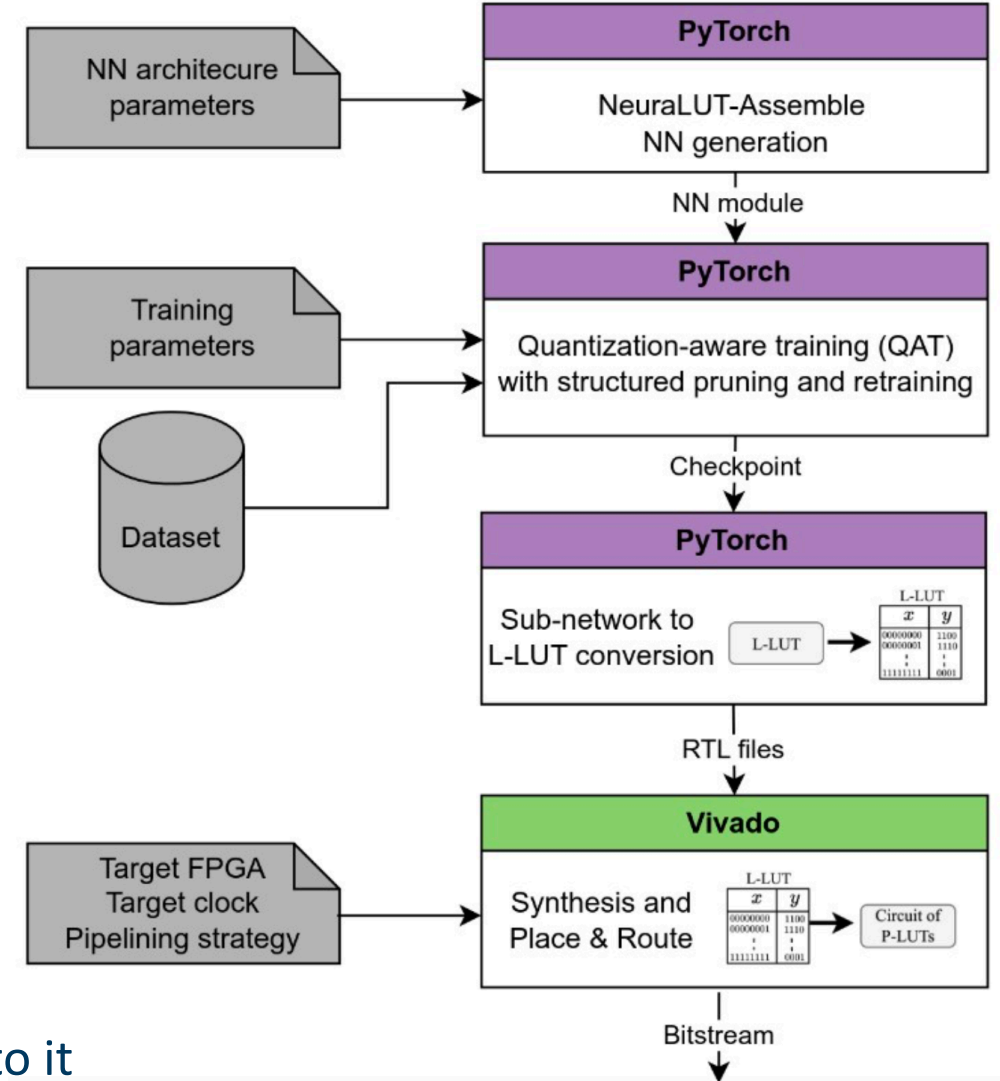 NN architecure
parameters
PyTorch
NeuraLUT-Assemble
NN generation
NN module
Training
parameters
Dataset
PyTorch
Quantization-aware training (QAT)
with structured pruning and retraining
Checkpoint
PyTorch
Sub-network to
L-LUT conversion
L-LUT
L-LUT
x y
00000000 1100
00000001 1110
11111111 0001
RTL files
Target FPGA
Target clock
Pipelining strategy
Vivado
Synthesis and
Place & Route
L-LUT
x y
00000000 1100
00000001 1110
11111111 0001
Circuit of
P-LUTs
Bitstream
to it